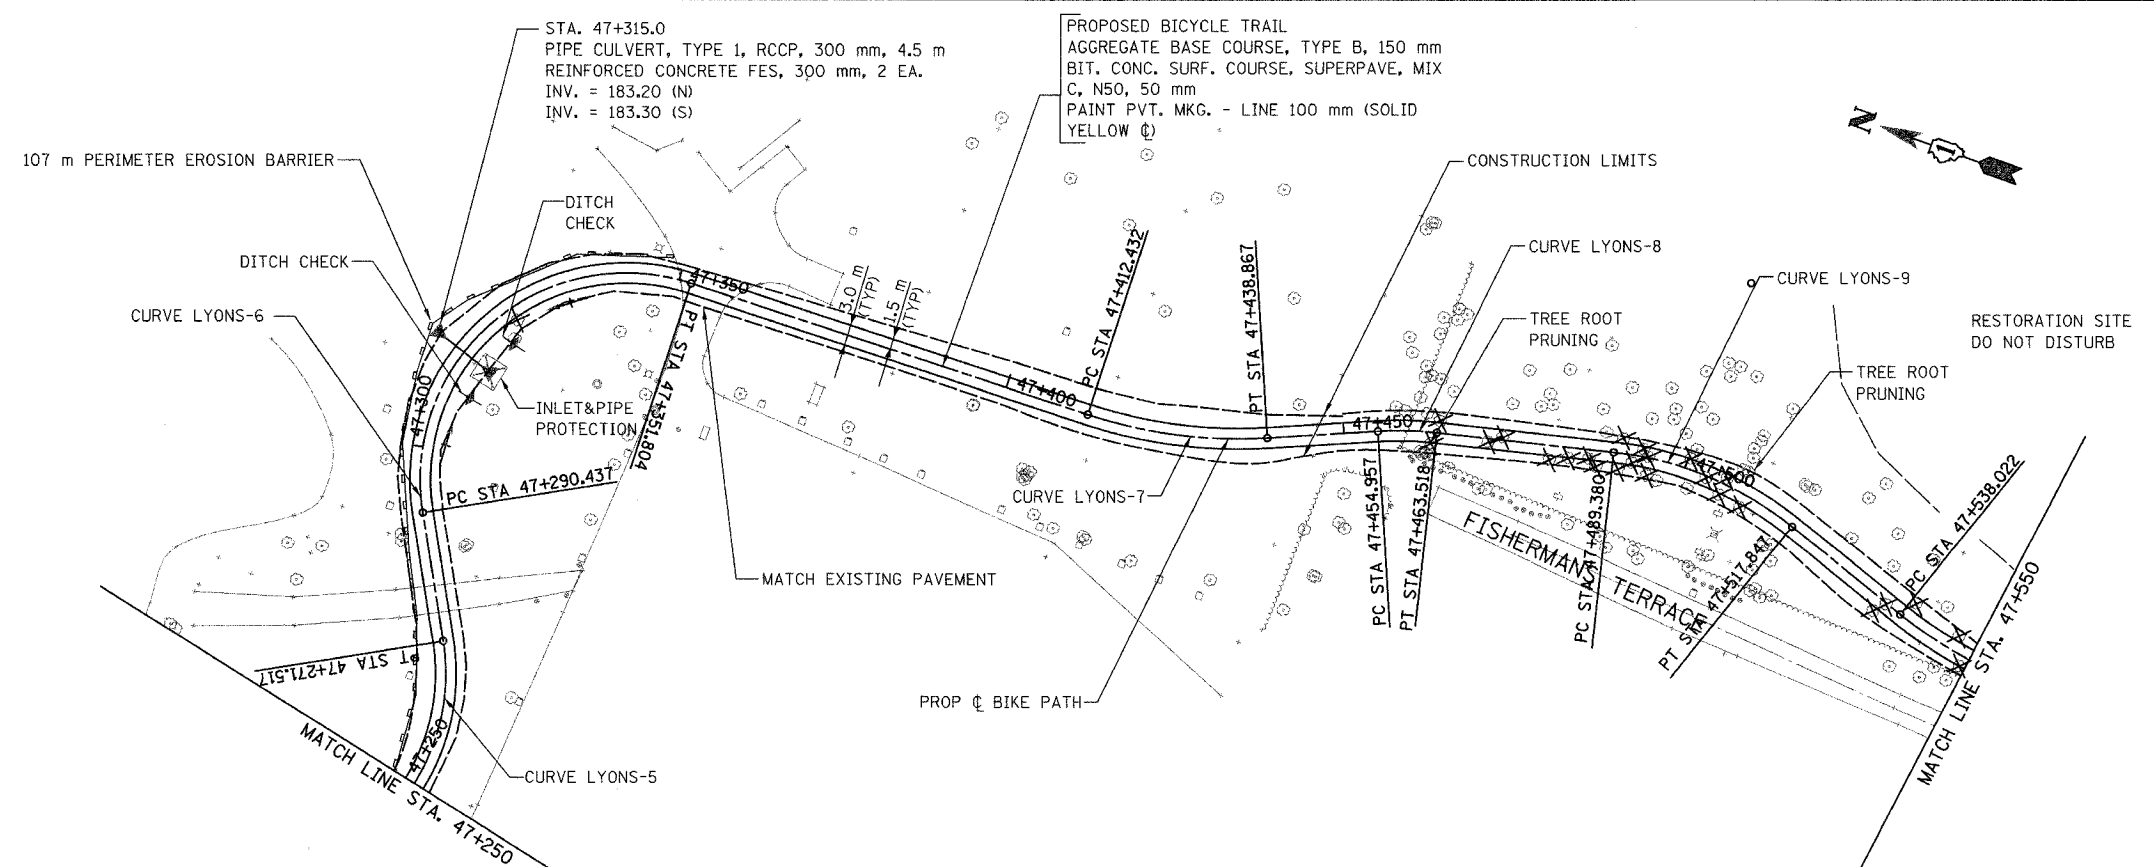 STA. 47+315.0
PIPE CULVERT, TYPE 1, RCCP, 300 mm, 4.5 m
REINFORCED CONCRETE FES, 300 mm, 2 EA.
INV. = 183.20 (N)
INV. = 183.30 (S)
PROPOSED BICYCLE TRAIL
AGGREGATE BASE COURSE, TYPE B, 150 mm
BIT. CONC. SURF. COURSE, SUPERPAVE, MIX
C, N50, 50 mm
PAINT PVT. MKG. - LINE 100 mm (SOLID
YELLOW ℄)
N
1
107 m PERIMETER EROSION BARRIER
CONSTRUCTION LIMITS
DITCH
CHECK
DITCH CHECK
CURVE LYONS-8
CURVE LYONS-9
CURVE LYONS-6
TREE ROOT
PRUNING
RESTORATION SITE
DO NOT DISTURB
TREE ROOT
PRUNING
47+350
3.0 m
(TYP)
1.5 m
(TYP)
PC STA 47+412.432
PT STA 47+438.867
47+400
47+450
47+500
47+300
INLET&PIPE
PROTECTION
PT STA 47+351.804
PC STA 47+290.437
CURVE LYONS-7
PC STA 47+454.957
PT STA 47+463.518
PC STA 47+489.380
FISHERMANS TERRACE
PT STA 47+517.847
PC STA 47+538.022
MATCH EXISTING PAVEMENT
PT STA 47+271.517
PROP ℄ BIKE PATH
47+250
CURVE LYONS-5
MATCH LINE STA. 47+250
MATCH LINE STA. 47+550